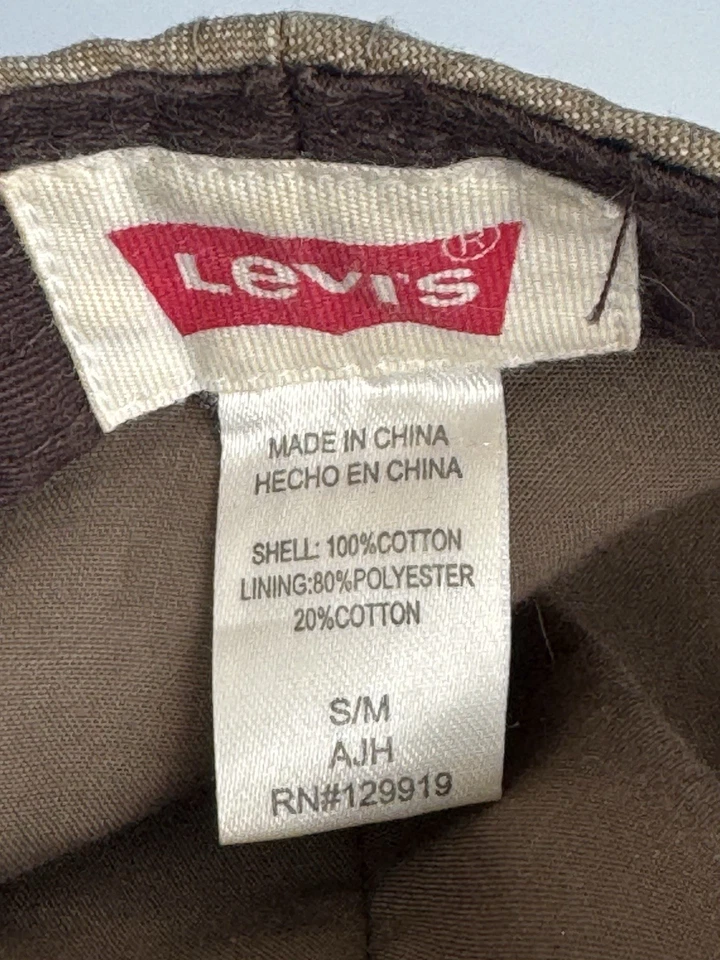 Levi's®
MADE IN CHINA
HECHO EN CHINA
SHELL: 100%COTTON
LINING:80%POLYESTER
20%COTTON
S/M
AJH
RN#129919